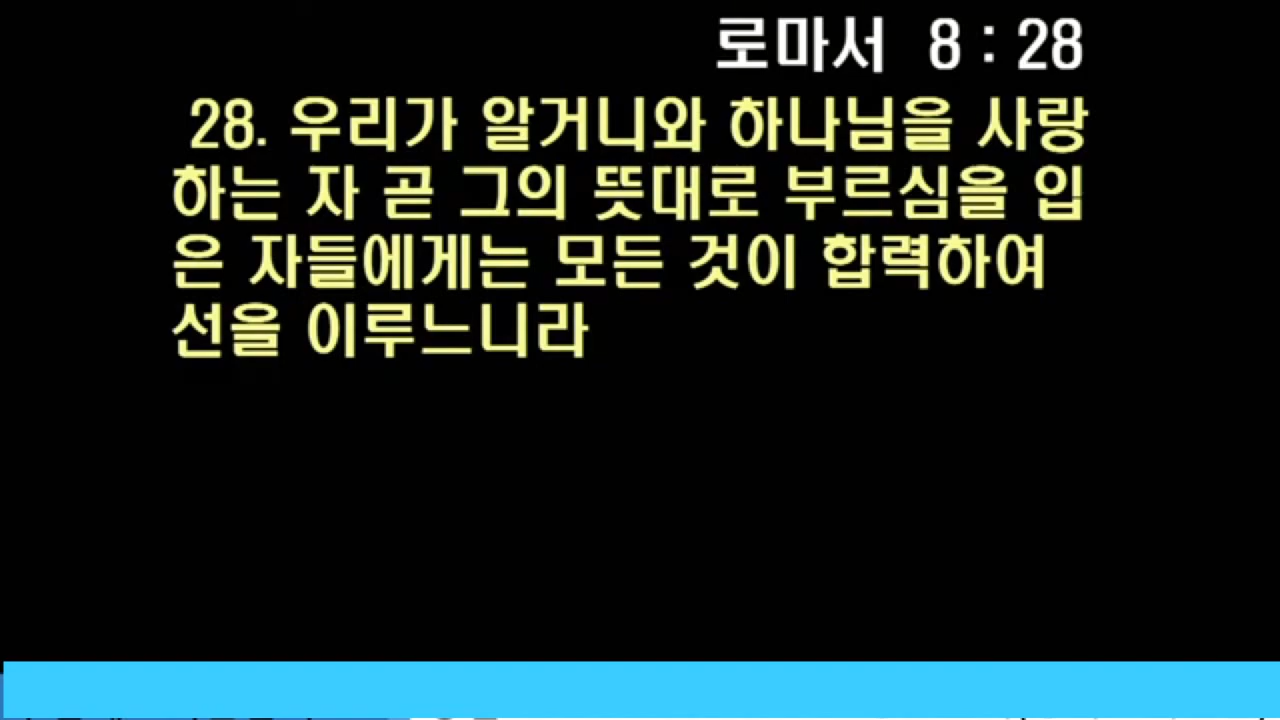 로마서 8 : 28
28. 우리가 알거니와 하나님을 사랑
하는 자 곧 그의 뜻대로 부르심을 입
은 자들에게는 모든 것이 합력하여
선을 이루느니라